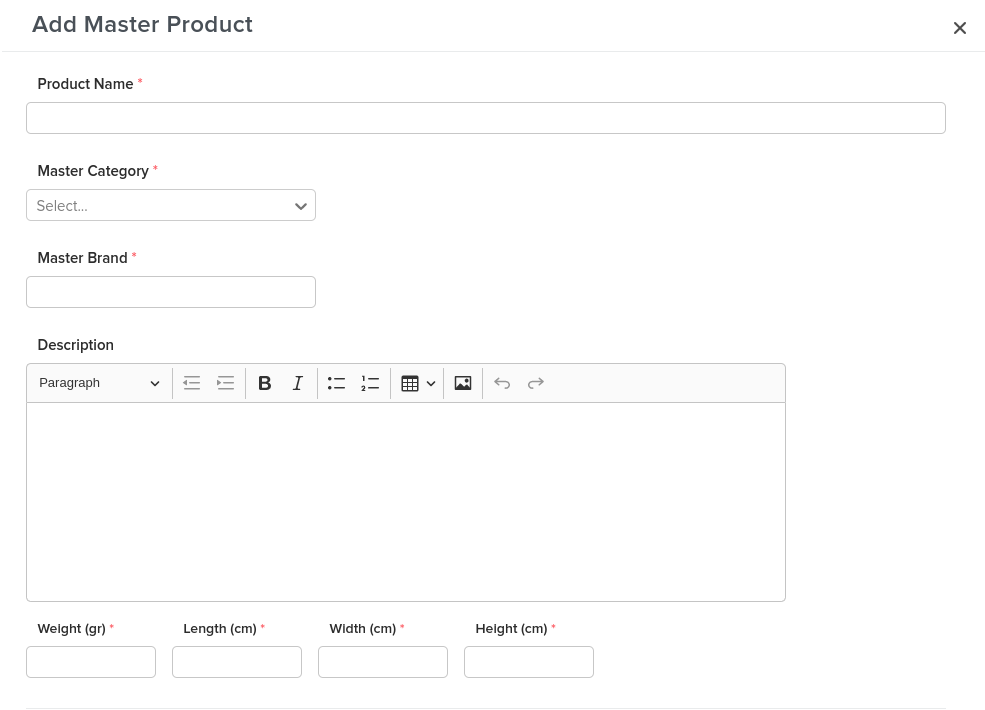 Add Master Product
Product Name *
Master Category *
Select...
Master Brand *
Description
Paragraph B I
Weight (gr) * Length (cm) * Width (cm) * Height (cm) *